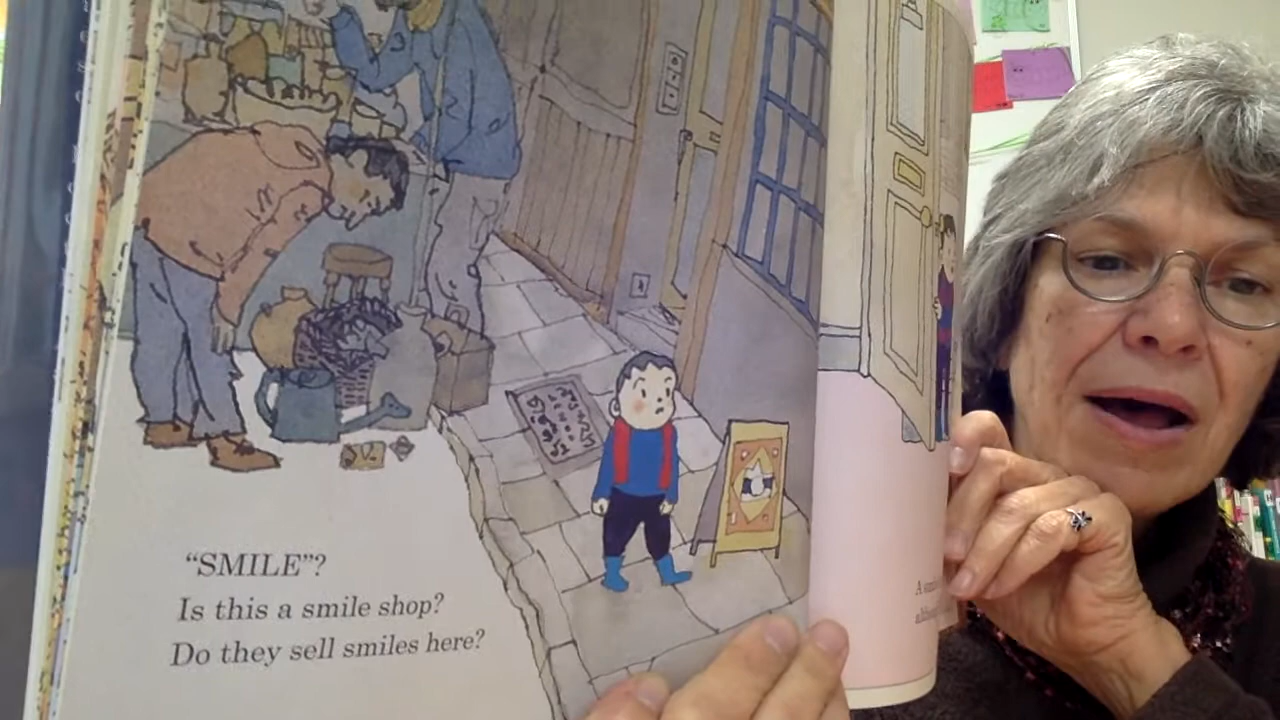 “SMILE”?
Is this a smile shop?
Do they sell smiles here?
A